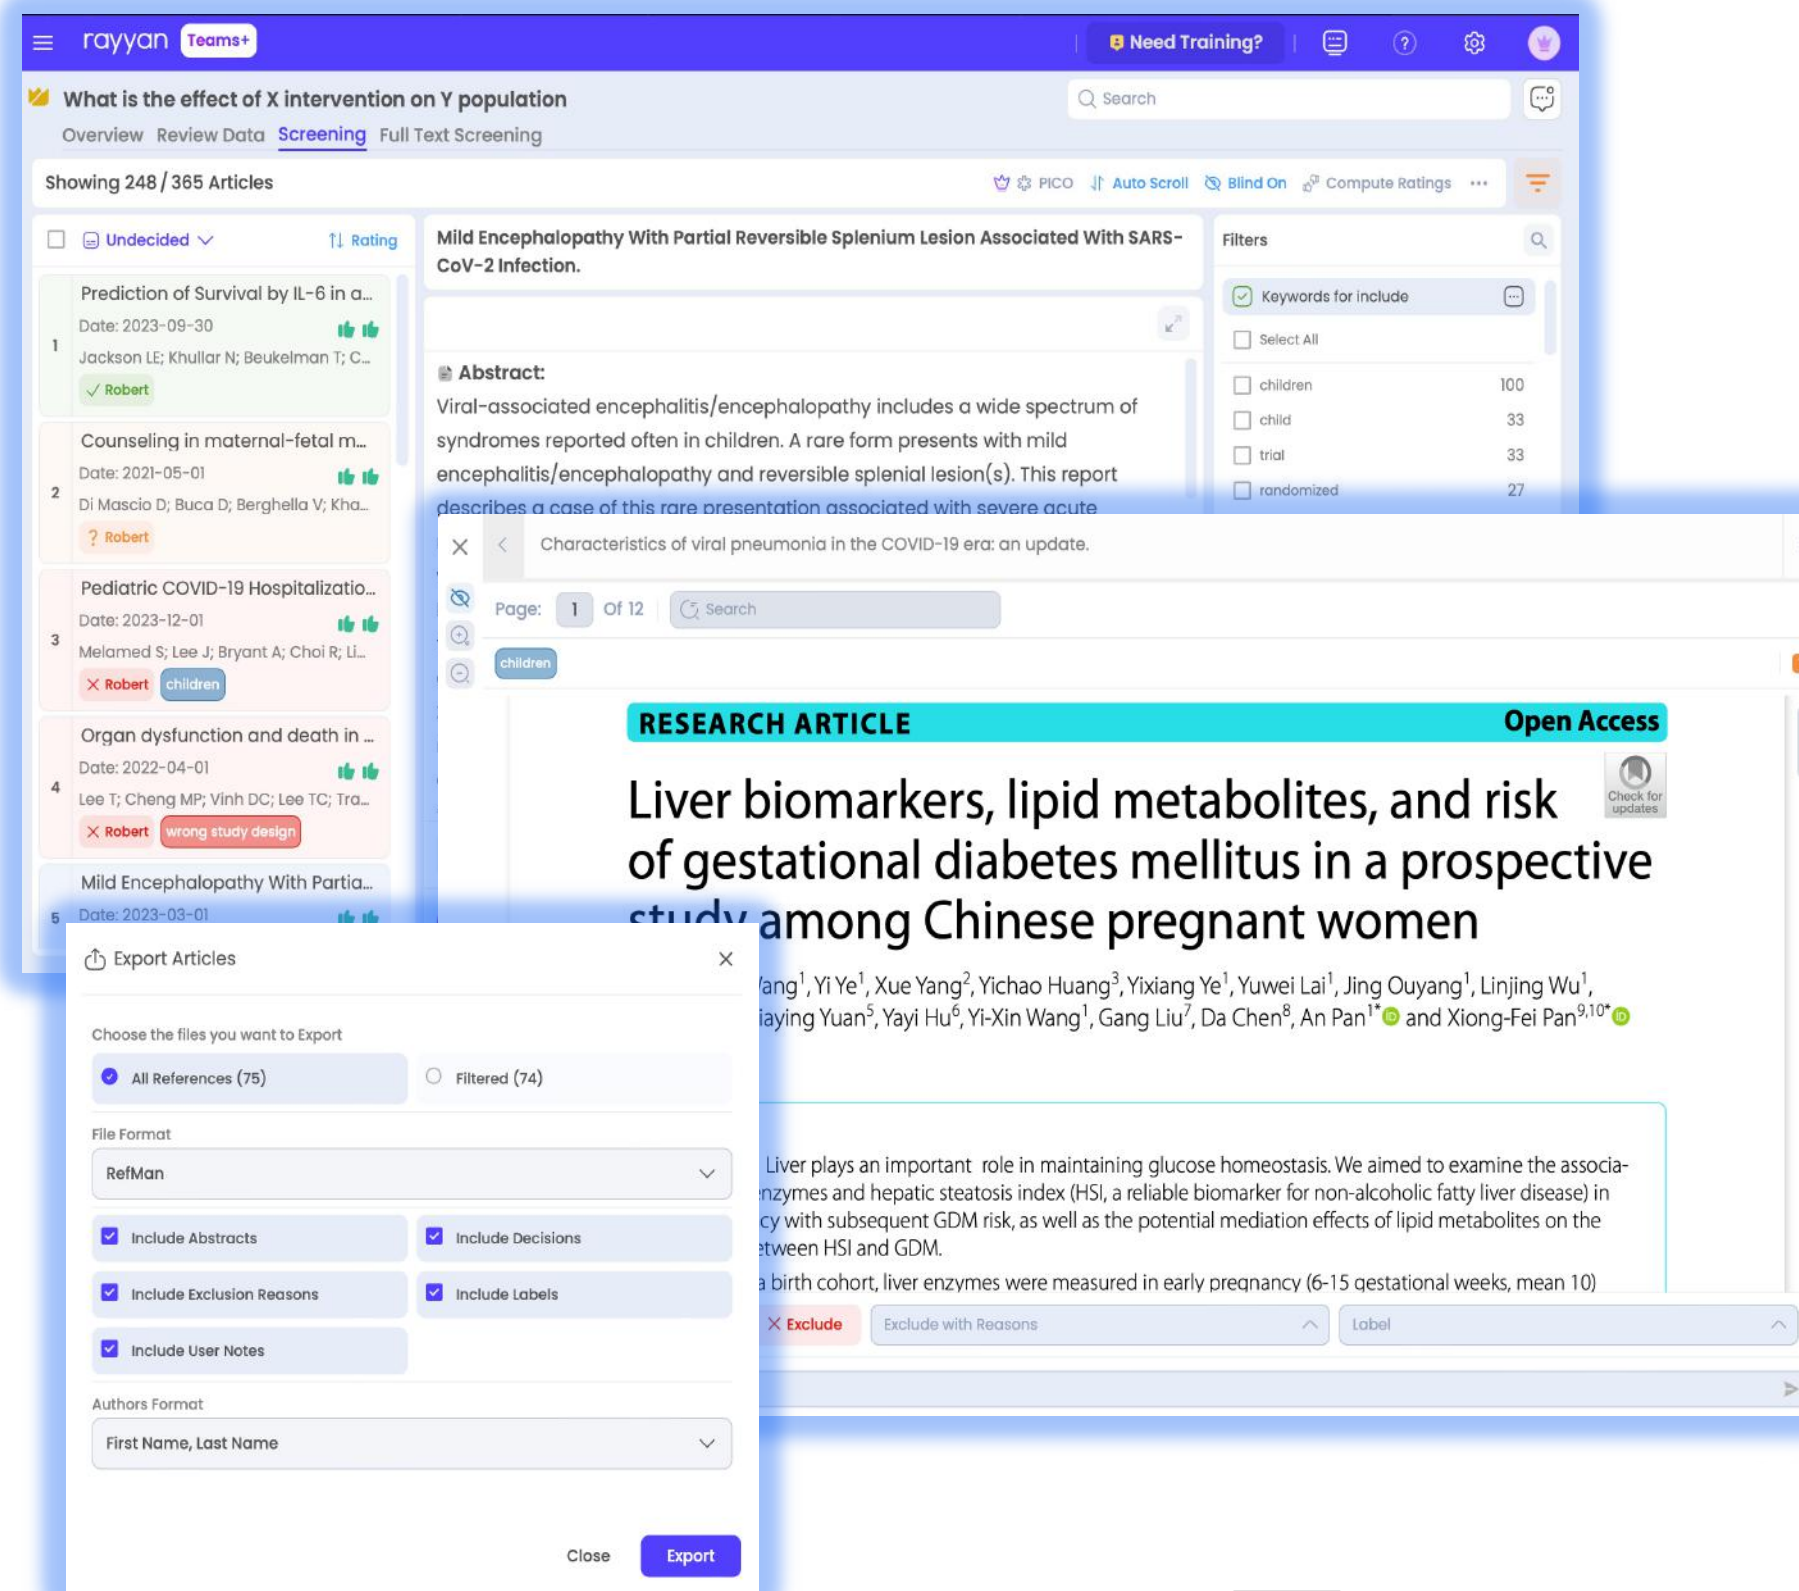 rayyan Teams+
Need Training?
What is the effect of X intervention on Y population
Search
Overview Review Data Screening Full Text Screening
Showing 248 / 365 Articles
PICO Auto Scroll Blind On Compute Ratings ...
Undecided
Rating
Prediction of Survival by IL-6 in a...
Date: 2023-09-30
1
Jackson LE; Khullar N; Beukelman T; C...
Robert
Counseling in maternal-fetal m...
Date: 2021-05-01
2
Di Mascio D; Buca D; Berghella V; Kha...
? Robert
Pediatric COVID-19 Hospitalizatio...
Date: 2023-12-01
3
Melamed S; Lee J; Bryant A; Choi R; Li...
Robert children
Organ dysfunction and death in ...
Date: 2022-04-01
4
Lee T; Cheng MP; Vinh DC; Lee TC; Tra...
Robert wrong study design
Mild Encephalopathy With Partia...
5 Date: 2023-03-01
Mild Encephalopathy With Partial Reversible Splenium Lesion Associated With SARS-
CoV-2 Infection.
Abstract:
Viral-associated encephalitis/encephalopathy includes a wide spectrum of
syndromes reported often in children. A rare form presents with mild
encephalitis/encephalopathy and reversible splenial lesion(s). This report
describes a case of this rare presentation associated with severe acute
Filters
Keywords for include
Select All
children 100
child 33
trial 33
randomized 27
Characteristics of viral pneumonia in the COVID-19 era: an update.
Page: 1 Of 12 Search
children
RESEARCH ARTICLE Open Access
Check for
updates
Liver biomarkers, lipid metabolites, and risk
of gestational diabetes mellitus in a prospective
study among Chinese pregnant women
Yi Ye1, Xue Yang2, Yichao Huang3, Yixiang Ye1, Yuwei Lai1, Jing Ouyang1, Linjing Wu1,
Yuan5, Yayi Hu6, Yi-Xin Wang1, Gang Liu7, Da Chen8, An Pan1* and Xiong-Fei Pan9,10*
Liver plays an important role in maintaining glucose homeostasis. We aimed to examine the associa-
and hepatic steatosis index (HSI, a reliable biomarker for non-alcoholic fatty liver disease) in
with subsequent GDM risk, as well as the potential mediation effects of lipid metabolites on the
HSI and GDM.
a birth cohort, liver enzymes were measured in early pregnancy (6-15 gestational weeks, mean 10)
Exclude Exclude with Reasons Label
Export Articles
Choose the files you want to Export
All References (75) Filtered (74)
File Format
RefMan
Include Abstracts Include Decisions
Include Exclusion Reasons Include Labels
Include User Notes
Authors Format
First Name, Last Name
Close Export